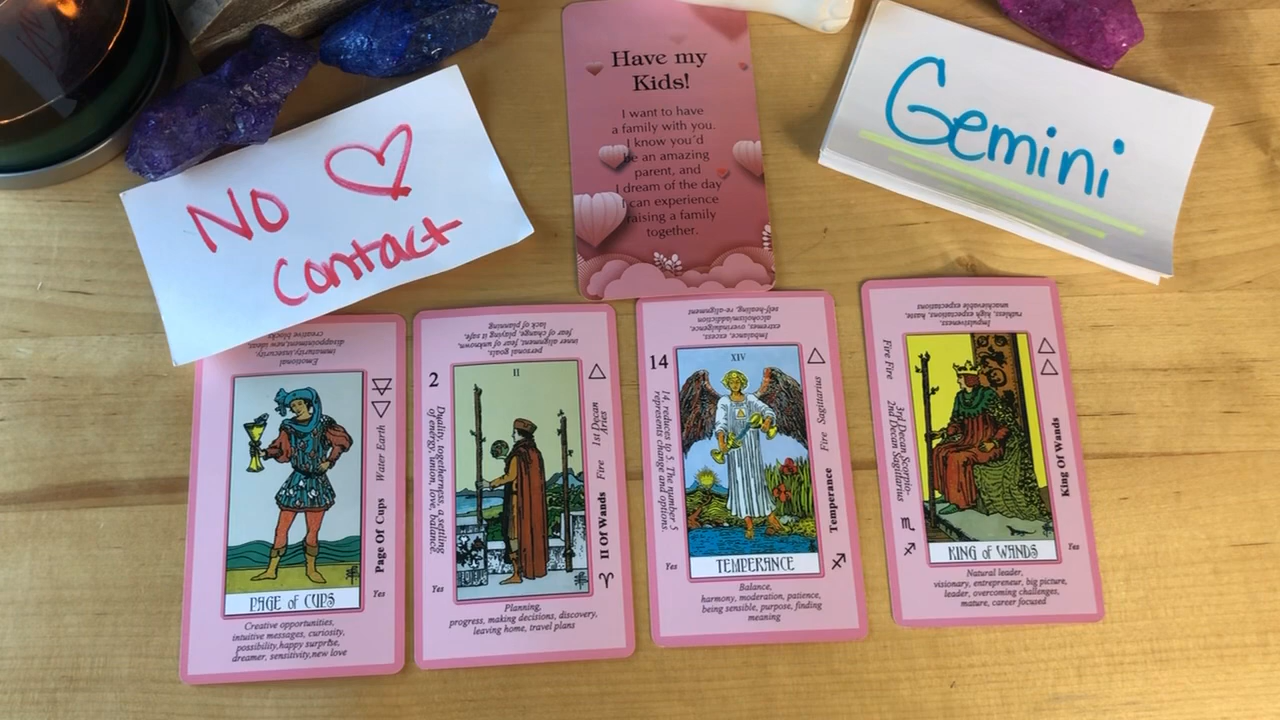 No
Contact
Have my
Kids!
I want to have
a family with you.
I know you'd
be an amazing
parent, and
I dream of the day
I can experience
raising a family
together.
Gemini
Emotional
immaturity, insecurity,
disappointment, new ideas,
creative blocks
Water Earth
Page Of Cups
Yes
PAGE of CUPS
Creative opportunities,
intuitive messages, curiosity,
possibility,happy surprise,
dreamer, sensitivity,new love
personal goals,
inner alignment, fear of unknown,
fear of change, playing it safe,
lack of planning
2
Duality, togetherness, a settling
of energy, union, love, balance.
Yes
II
1st Decan
Aries
Fire
II Of Wands
Planning,
progress, making decisions, discovery,
leaving home, travel plans
Imbalance, excess,
extremes, overindulgence,
alcoholism/addiction
self-healing, re-alignment
14
14, reduces to 5. The number 5
represents change and options.
Yes
XIV
TEMPERANCE
Fire Sagittarius
Temperance
Balance,
harmony, moderation, patience,
being sensible, purpose, finding
meaning
Impulsiveness,
ruthless, high expectations, haste,
unachievable expectations
Fire Fire
3rd Decan Scorpio-
2nd Decan Sagittarius
KING of WANDS
King Of Wands
Yes
Natural leader,
visionary, entrepreneur, big picture,
leader, overcoming challenges,
mature, career focused